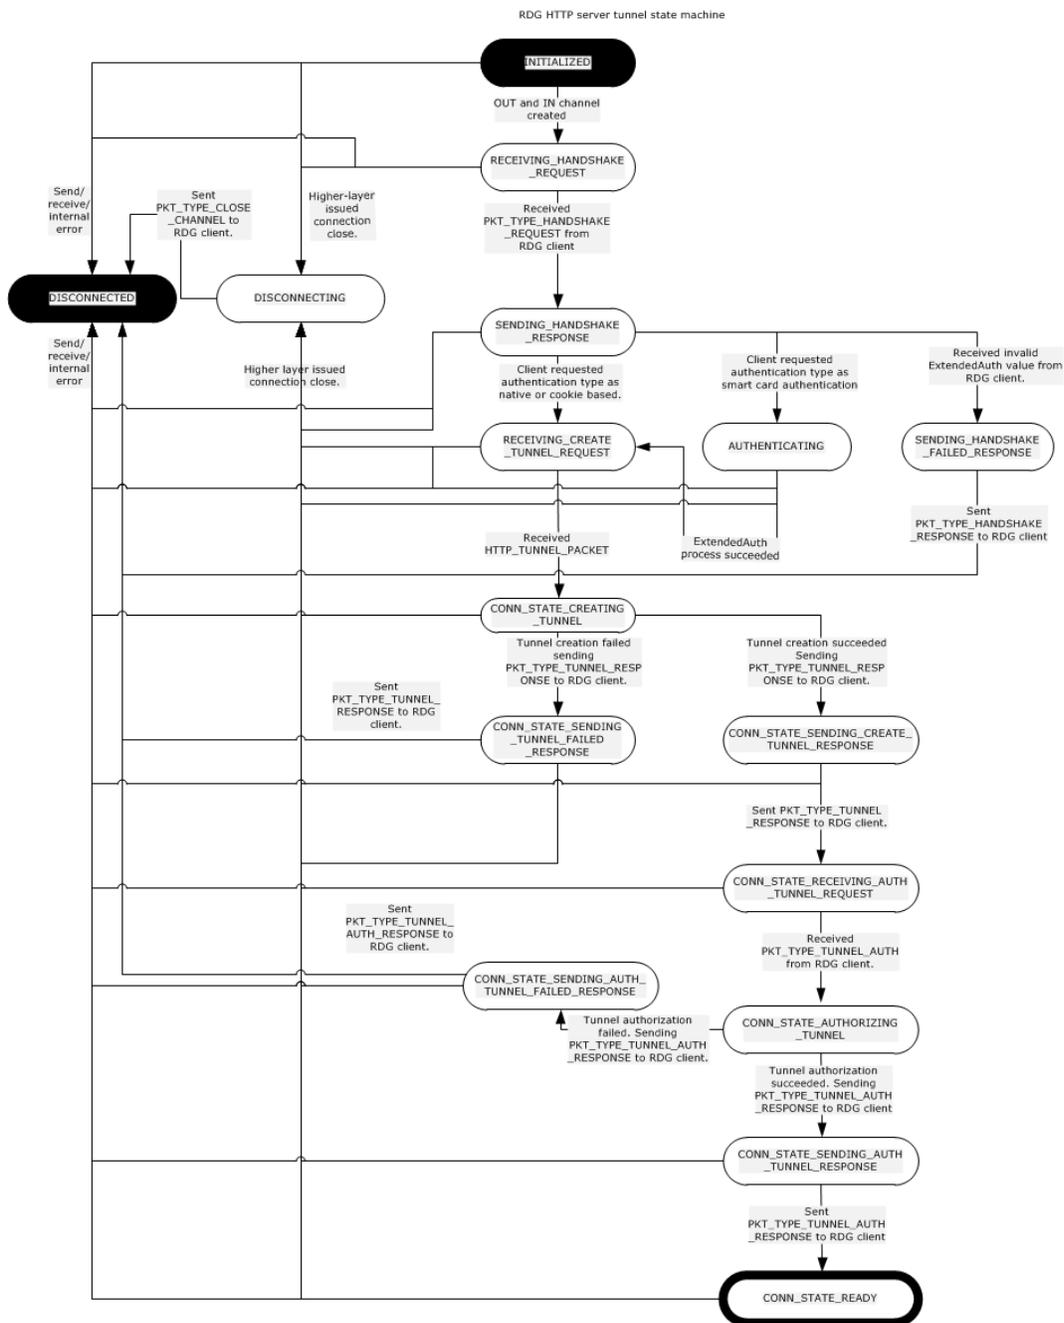 RDG HTTP server tunnel state machine
INITIALIZED
OUT and IN channel
created
RECEIVING_HANDSHAKE
_REQUEST
Send/
receive/
internal
error
Sent
PKT_TYPE_CLOSE
_CHANNEL to
RDG client.
Higher-layer
issued
connection
close.
Received
PKT_TYPE_HANDSHAKE
_REQUEST from
RDG client
DISCONNECTED
DISCONNECTING
SENDING_HANDSHAKE
_RESPONSE
Send/
receive/
internal
error
Higher layer issued
connection close.
Client requested
authentication type as
native or cookie based.
Client requested
authentication type as
smart card authentication
Received invalid
ExtendedAuth value from
RDG client.
RECEIVING_CREATE
_TUNNEL_REQUEST
AUTHENTICATING
SENDING_HANDSHAKE
_FAILED_RESPONSE
Received
HTTP_TUNNEL_PACKET
ExtendedAuth
process succeeded
Sent
PKT_TYPE_HANDSHAKE
_RESPONSE to RDG client
CONN_STATE_CREATING
_TUNNEL
Tunnel creation failed
sending
PKT_TYPE_TUNNEL_RESP
ONSE to RDG client.
Tunnel creation succeeded
Sending
PKT_TYPE_TUNNEL_RESP
ONSE to RDG client.
Sent
PKT_TYPE_TUNNEL_
RESPONSE to RDG
client.
CONN_STATE_SENDING
_TUNNEL_FAILED
_RESPONSE
CONN_STATE_SENDING_CREATE_
TUNNEL_RESPONSE
Sent PKT_TYPE_TUNNEL
_RESPONSE to RDG client.
CONN_STATE_RECEIVING_AUTH
_TUNNEL_REQUEST
Sent
PKT_TYPE_TUNNEL_
AUTH_RESPONSE to
RDG client.
Received
PKT_TYPE_TUNNEL_AUTH
from RDG client.
CONN_STATE_SENDING_AUTH_
TUNNEL_FAILED_RESPONSE
Tunnel authorization
failed. Sending
PKT_TYPE_TUNNEL_AUTH
_RESPONSE to RDG client.
CONN_STATE_AUTHORIZING
_TUNNEL
Tunnel authorization
succeeded. Sending
PKT_TYPE_TUNNEL_AUTH
_RESPONSE to RDG client
CONN_STATE_SENDING_AUTH
_TUNNEL_RESPONSE
Sent
PKT_TYPE_TUNNEL_AUTH
_RESPONSE to RDG client
CONN_STATE_READY